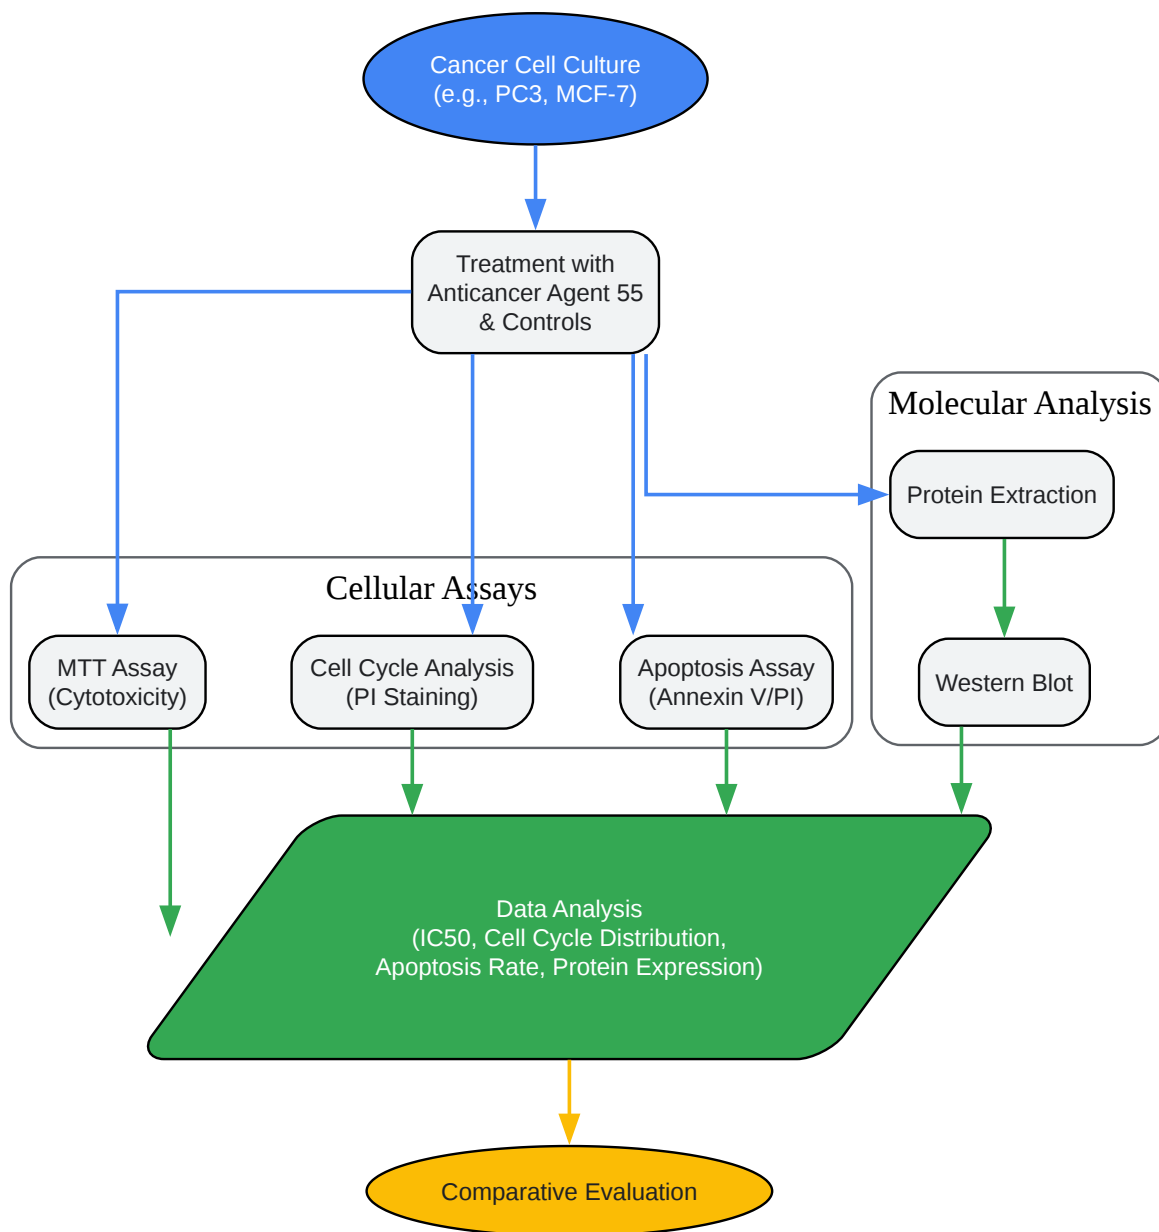 Cancer Cell Culture
(e.g., PC3, MCF-7)
Treatment with
Anticancer Agent 55
& Controls
Molecular Analysis
Protein Extraction
Cellular Assays
MTT Assay
(Cytotoxicity)
Cell Cycle Analysis
(PI Staining)
Apoptosis Assay
(Annexin V/PI)
Western Blot
Data Analysis
(IC50, Cell Cycle Distribution,
Apoptosis Rate, Protein Expression)
Comparative Evaluation